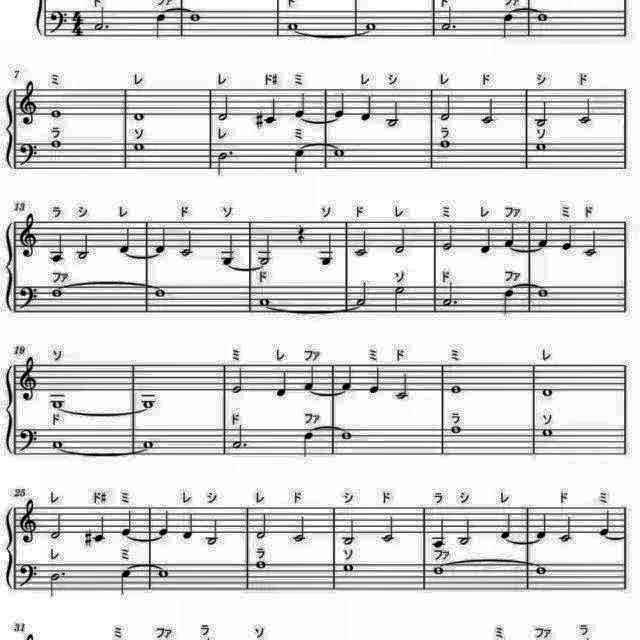 ド ファ ド ド ファ
7 ミ レ レ ド# ミ レ シ レ ド シ ド
ラ ソ レ ミ ラ ソ
13 ラ シ レ ド ソ ソ ド レ ミ レ ファ ミ ド
ファ ド ソ ド ファ
19 ソ ミ レ ファ ミ ド ミ レ
ド ド ファ ラ ソ
25 レ ド# ミ レ シ レ ド シ ド ラ シ レ ド ミ
レ ミ ラ ソ ファ
31 ミ ファ ラ ソ ミ ファ ラ